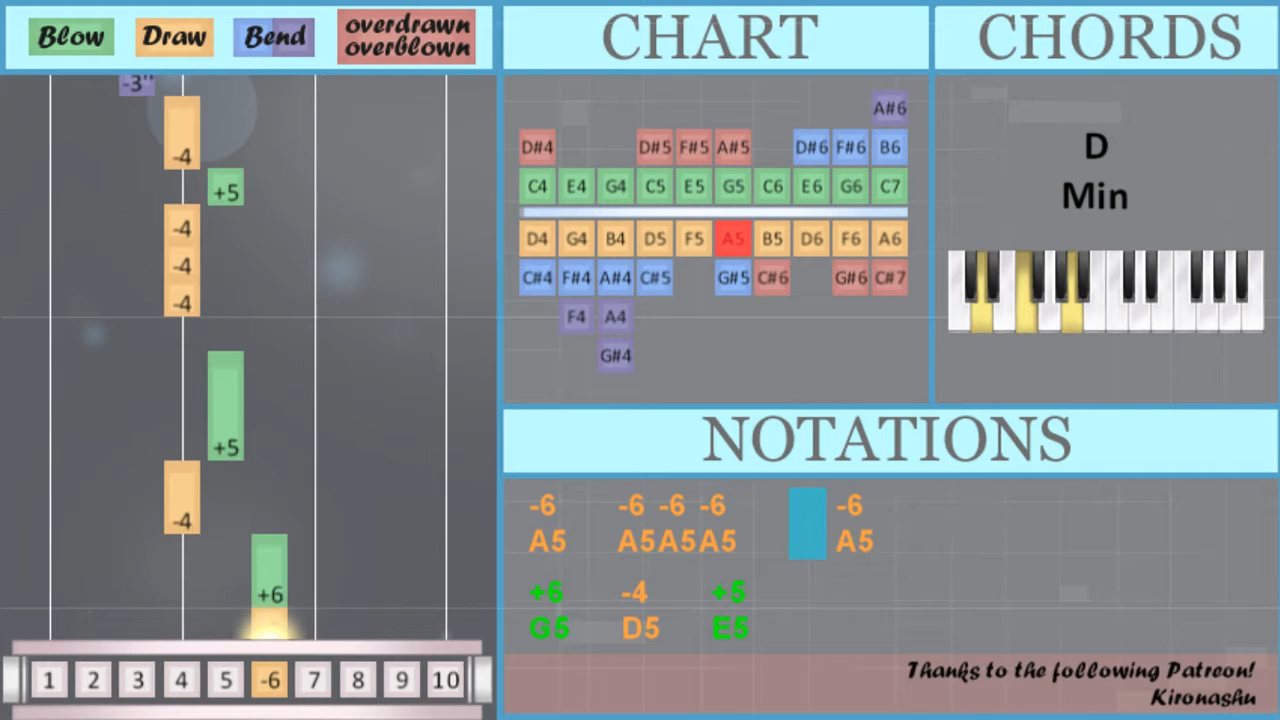 Blow Draw Bend overdrawn
overblown
CHART
CHORDS
-3"
-4
+5
-4
-4
-4
+5
-4
+6
1 2 3 4 5 -6 7 8 9 10
A#6
D#4 D#5 F#5 A#5 D#6 F#6 B6
C4 E4 G4 C5 E5 G5 C6 E6 G6 C7
D4 G4 B4 D5 F5 A5 B5 D6 F6 A6
C#4 F#4 A#4 C#5 G#5 C#6 G#6 C#7
F4 A4
G#4
D
Min
NOTATIONS
-6 -6 -6 -6 -6
A5 A5 A5 A5 A5
+6 -4 +5
G5 D5 E5
Thanks to the following Patreon!
Kironashu